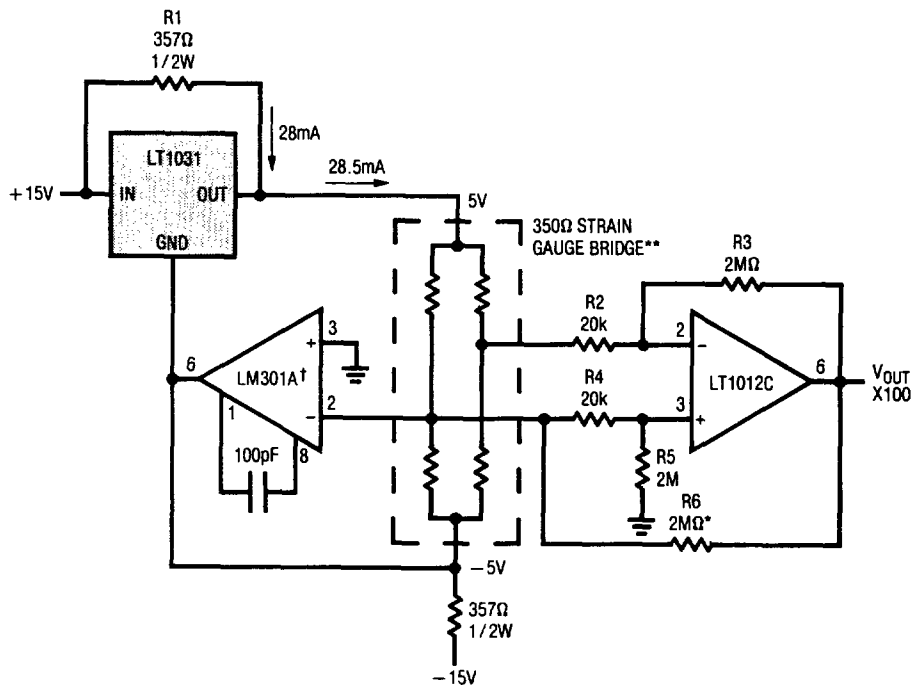 R1
357Ω
1/2W
28mA
LT1031
28.5mA
+15V
IN
OUT
GND
5V
350Ω STRAIN
GAUGE BRIDGE**
R3
2MΩ
R2
20k
6
3
+
LM301A†
2
-
1
8
100pF
R4
20k
2
-
LT1012C
6
3
+
VOUT
X100
R5
2M
R6
2MΩ*
-5V
357Ω
1/2W
-15V